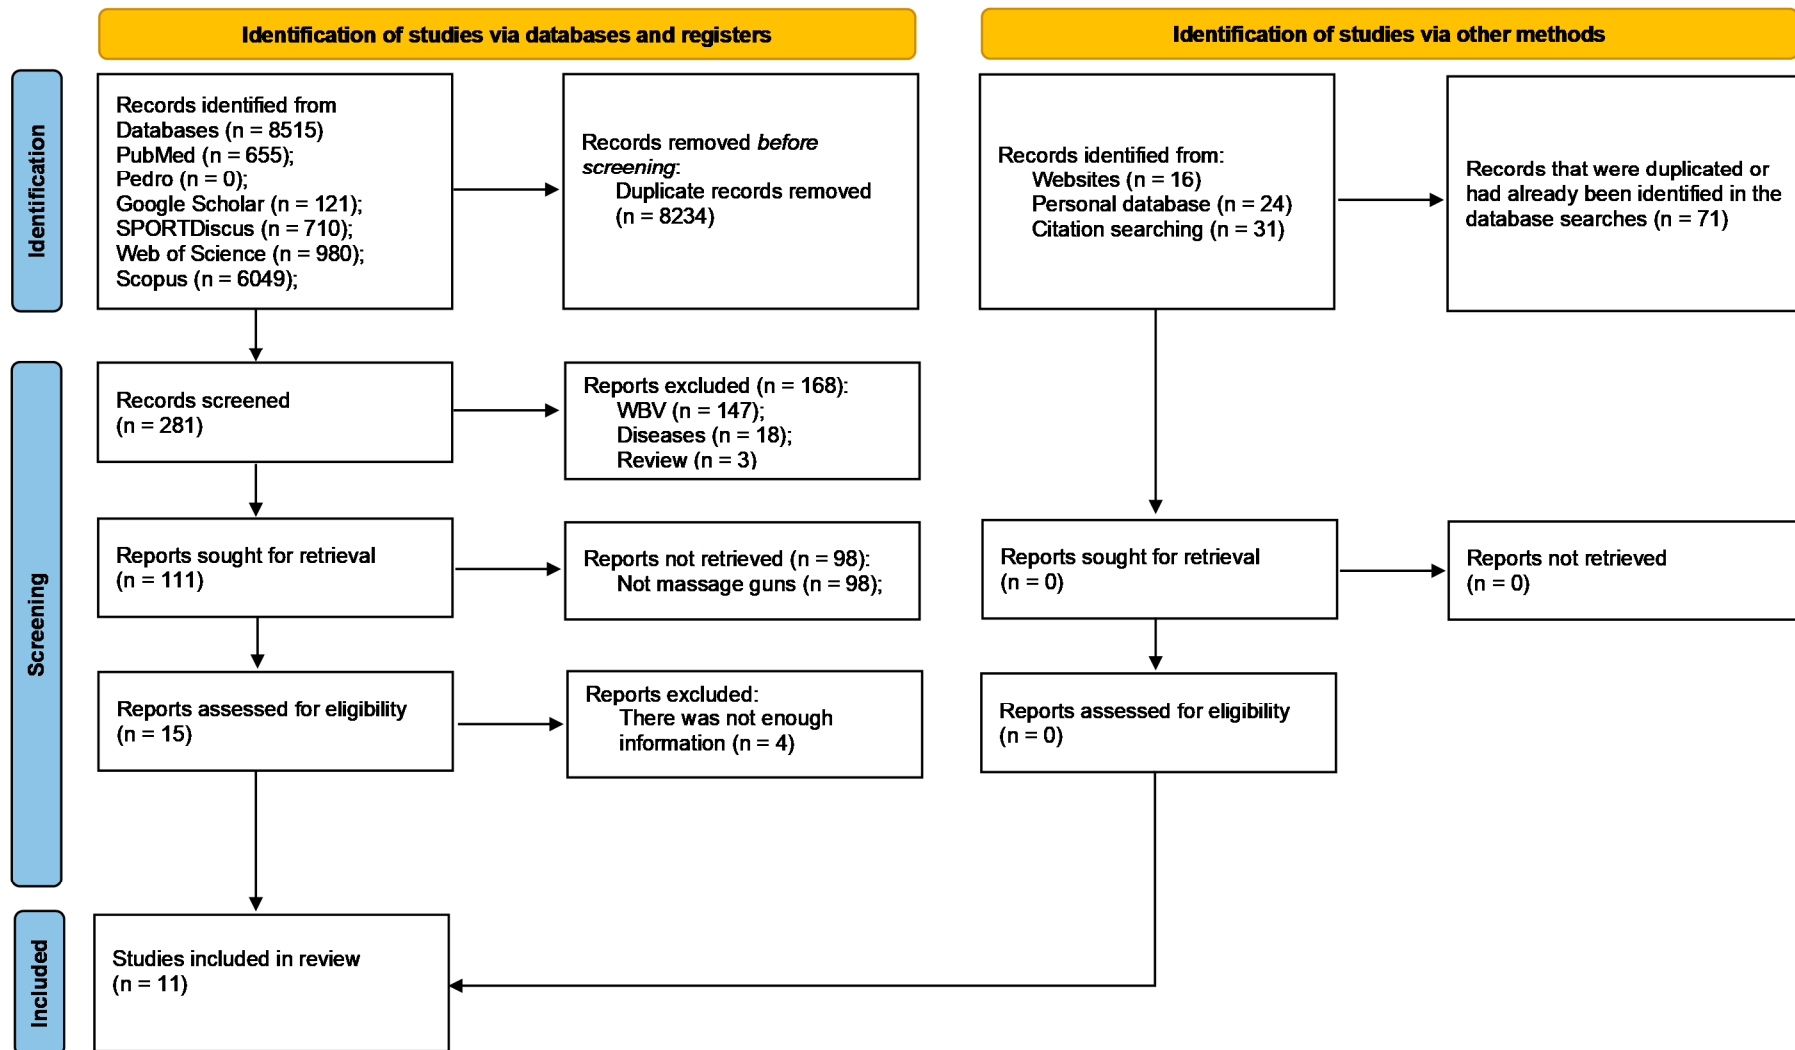 Identification of studies via databases and registers
Identification of studies via other methods
Identification
Records identified from
Databases (n = 8515)
PubMed (n = 655);
Pedro (n = 0);
Google Scholar (n = 121);
SPORTDiscus (n = 710);
Web of Science (n = 980);
Scopus (n = 6049);
Records removed before
screening:
Duplicate records removed
(n = 8234)
Records identified from:
Websites (n = 16)
Personal database (n = 24)
Citation searching (n = 31)
Records that were duplicated or
had already been identified in the
database searches (n = 71)
Screening
Records screened
(n = 281)
Reports excluded (n = 168):
WBV (n = 147);
Diseases (n = 18);
Review (n = 3)
Reports sought for retrieval
(n = 111)
Reports not retrieved (n = 98):
Not massage guns (n = 98);
Reports sought for retrieval
(n = 0)
Reports not retrieved
(n = 0)
Reports assessed for eligibility
(n = 15)
Reports excluded:
There was not enough
information (n = 4)
Reports assessed for eligibility
(n = 0)
Included
Studies included in review
(n = 11)